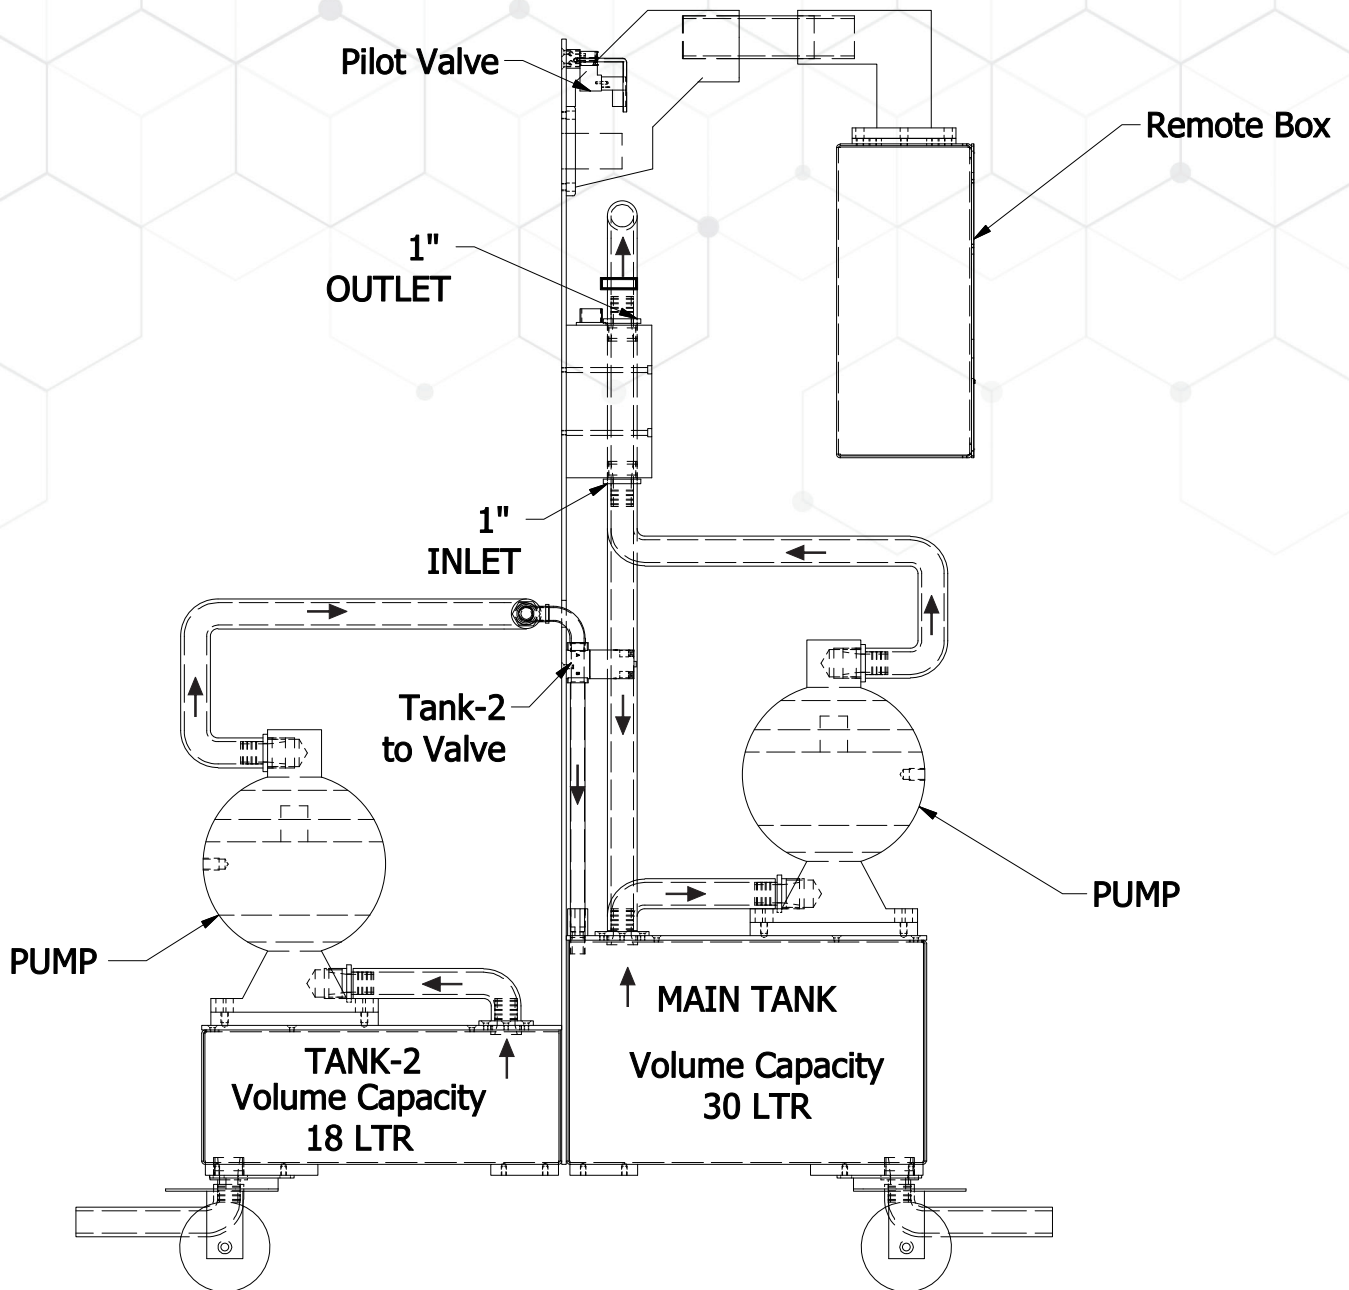 Pilot Valve
Remote Box
1"
OUTLET
1"
INLET
Tank-2
to Valve
PUMP
PUMP
MAIN TANK
Volume Capacity
30 LTR
TANK-2
Volume Capacity
18 LTR